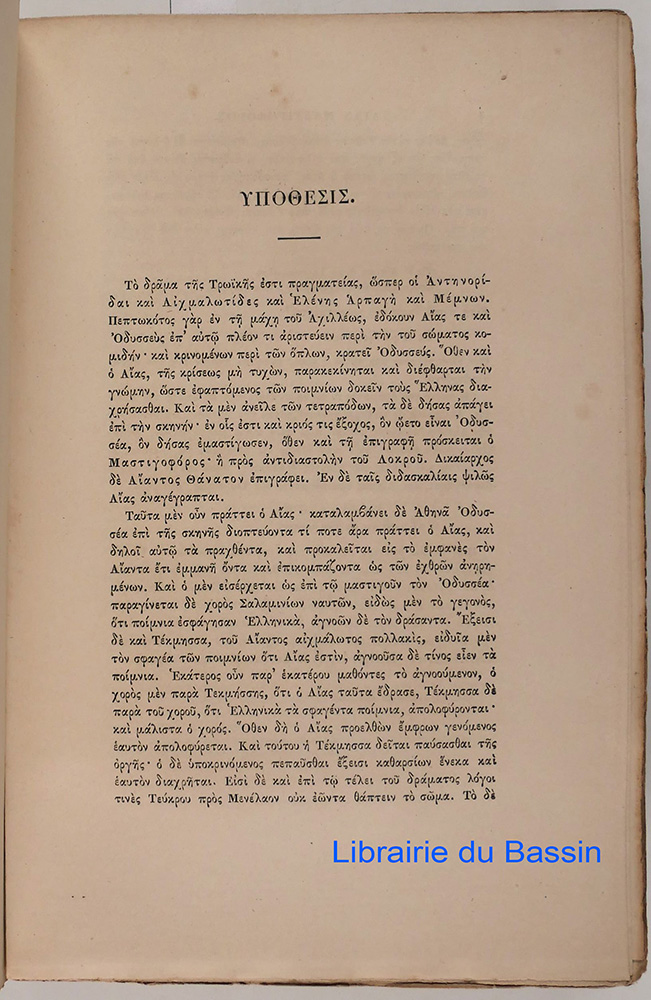 ΥΠΟΘΕΣΙΣ.
Τὸ δρᾶμα τῆς Τρωϊκῆς ἐστι πραγματείας, ὥσπερ οἱ Ἀντηνορί-
δαι καὶ Αἰχμαλωτίδες καὶ Ἑλένης Ἁρπαγὴ καὶ Μέμνων.
Πεπτωκότος γὰρ ἐν τῇ μάχῃ τοῦ Ἀχιλλέως, ἐδόκουν Αἴας τε καὶ
Ὀδυσσεὺς ἐπ' αὐτῷ πλέον τι ἀριστεύειν περὶ τὴν τοῦ σώματος κο-
μιδήν · καὶ κρινομένων περὶ τῶν ὅπλων, κρατεῖ Ὀδυσσεύς. Ὅθεν καὶ
ὁ Αἴας, τῆς κρίσεως μὴ τυχὼν, παρακεκίνηται καὶ διέφθαρται τὴν
γνώμην, ὥστε ἐφαπτόμενος τῶν ποιμνίων δοκεῖν τοὺς Ἕλληνας δια-
χρήσασθαι. Καὶ τὰ μὲν ἀνεῖλε τῶν τετραπόδων, τὰ δὲ δήσας ἀπάγει
ἐπὶ τὴν σκηνήν · ἐν οἷς ἐστι καὶ κριός τις ἔξοχος, ὃν ᾤετο εἶναι Ὀδυσ-
σέα, ὃν δήσας ἐμαστίγωσεν, ὅθεν καὶ τῇ ἐπιγραφῇ πρόσκειται ὁ
Μαστιγοφόρος · ἢ πρὸς ἀντιδιαστολὴν τοῦ Λοκροῦ. Δικαίαρχος
δὲ Αἴαντος Θάνατον ἐπιγράφει. Ἐν δὲ ταῖς διδασκαλίαις ψιλῶς
Αἴας ἀναγέγραπται.
Ταῦτα μὲν οὖν πράττει ὁ Αἴας · καταλαμβάνει δὲ Ἀθηνᾶ Ὀδυσ-
σέα ἐπὶ τῆς σκηνῆς διοπτεύοντα τί ποτε ἄρα πράττει ὁ Αἴας, καὶ
δηλοῖ αὐτῷ τὰ πραχθέντα, καὶ προκαλεῖται εἰς τὸ ἐμφανὲς τὸν
Αἴαντα ἔτι ἐμμανῆ ὄντα καὶ ἐπικομπάζοντα ὡς τῶν ἐχθρῶν ἀνῃρη-
μένων. Καὶ ὁ μὲν εἰσέρχεται ὡς ἐπὶ τῷ μαστιγοῦν τὸν Ὀδυσσέα ·
παραγίνεται δὲ χορὸς Σαλαμινίων ναυτῶν, εἰδὼς μὲν τὸ γεγονὸς,
ὅτι ποίμνια ἐσφάγησαν Ἑλληνικὰ, ἀγνοῶν δὲ τὸν δράσαντα. Ἔξεισι
δὲ καὶ Τέκμησσα, τοῦ Αἴαντος αἰχμάλωτος παλλακὶς, εἰδυῖα μὲν
τὸν σφαγέα τῶν ποιμνίων ὅτι Αἴας ἐστὶν, ἀγνοοῦσα δὲ τίνος εἶεν τὰ
ποίμνια. Ἑκάτερος οὖν παρ' ἑκατέρου μαθόντες τὸ ἀγνοούμενον, ὁ
χορὸς μὲν παρὰ Τεκμήσσης, ὅτι ὁ Αἴας ταῦτα ἔδρασε, Τέκμησσα δὲ
παρὰ τοῦ χοροῦ, ὅτι Ἑλληνικὰ τὰ σφαγέντα ποίμνια, ἀπολοφύρονται ·
καὶ μάλιστα ὁ χορός. Ὅθεν δὴ ὁ Αἴας προελθὼν ἔμφρων γενόμενος
ἑαυτὸν ἀπολοφύρεται. Καὶ τούτου ἡ Τέκμησσα δεῖται παύσασθαι τῆς
ὀργῆς · ὁ δὲ ὑποκρινόμενος πεπαῦσθαι ἔξεισι καθαρσίων ἕνεκα καὶ
ἑαυτὸν διαχρῆται. Εἰσὶ δὲ καὶ ἐπὶ τῷ τέλει τοῦ δράματος λόγοι
τινὲς Τεύκρου πρὸς Μενέλαον οὐκ ἐῶντα θάπτειν τὸ σῶμα. Τὸ δὲ
Librairie du Bassin